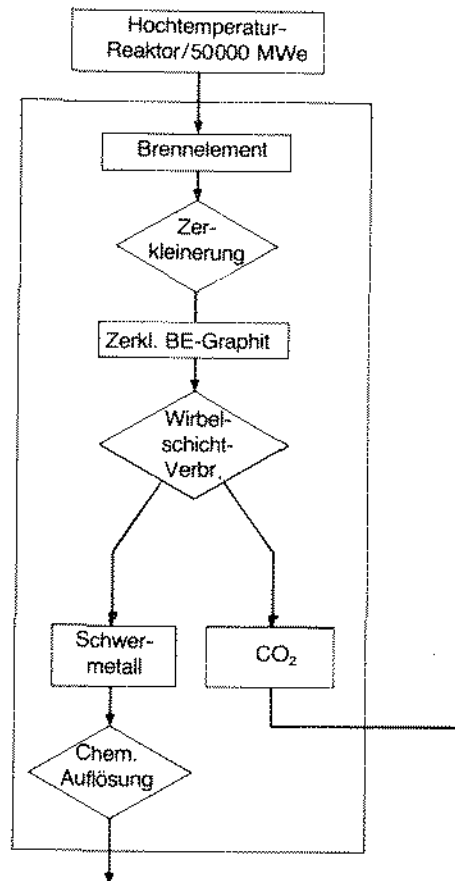 Hochtemperatur-
Reaktor/50000 MWe
Brennelement
Zer-
kleinerung
Zerkl. BE-Graphit
Wirbel-
schicht-
Verbr.
Schwer-
metall
CO₂
Chem.
Auflösung